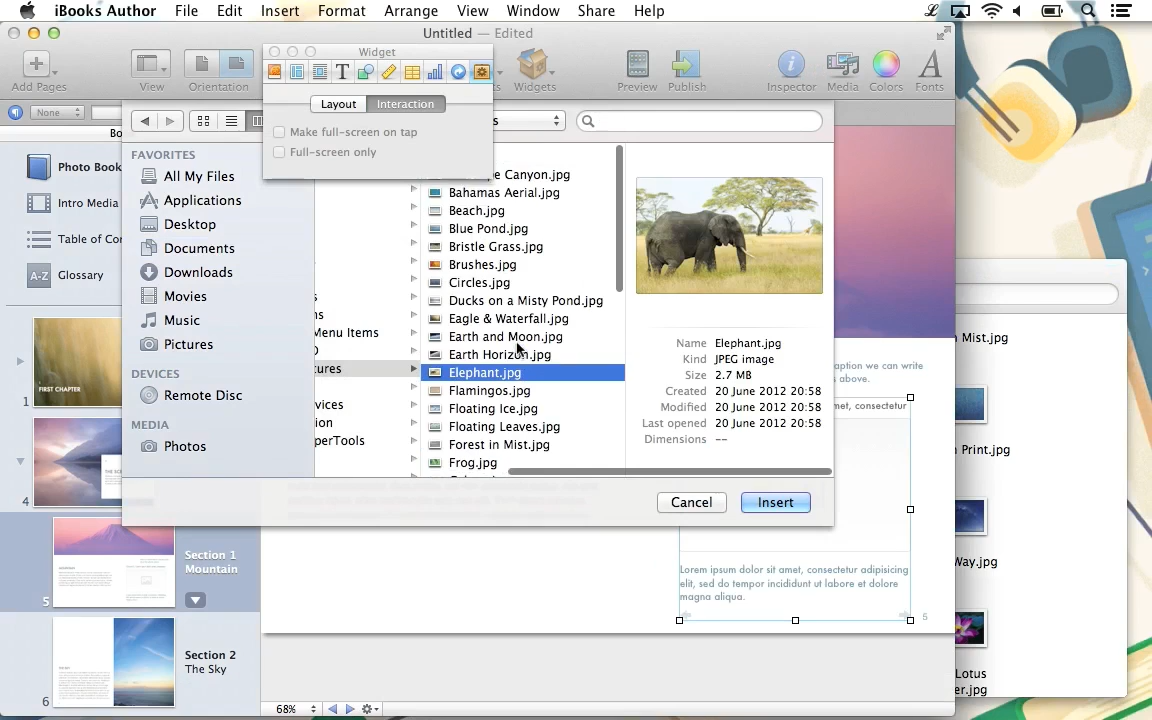 iBooks Author File Edit Insert Format Arrange View Window Share Help
Untitled — Edited
Widget
Add Pages View Orientation Widgets Preview Publish Inspector Media Colors Fonts
Layout Interaction
None
Make full-screen on tap
Full-screen only
Photo Book
Intro Media
Glossary
A-Z
FIRST CHAPTER
1
4
5
Section 1
Mountain
Section 2
The Sky
6
FAVORITES
All My Files
Applications
Desktop
Documents
Downloads
Movies
Music
Pictures
DEVICES
Remote Disc
MEDIA
Photos
Menu Items
Canyon.jpg
Bahamas Aerial.jpg
Beach.jpg
Blue Pond.jpg
Bristle Grass.jpg
Brushes.jpg
Circles.jpg
Ducks on a Misty Pond.jpg
Eagle & Waterfall.jpg
Earth and Moon.jpg
Earth Horizon.jpg
Elephant.jpg
Flamingos.jpg
Floating Ice.jpg
Floating Leaves.jpg
Forest in Mist.jpg
Frog.jpg
Name Elephant.jpg
Kind JPEG image
Size 2.7 MB
Created 20 June 2012 20:58
Modified 20 June 2012 20:58
Last opened 20 June 2012 20:58
Dimensions --
Cancel Insert
aption we can write
s above.
met, consectetur
Lorem ipsum dolor sit amet, consectetur adipisicing
elit, sed do tempor incididunt ut labore et dolore
magna aliqua.
5
68%
Mist.jpg
Print.jpg
Way.jpg
Lotus
er.jpg